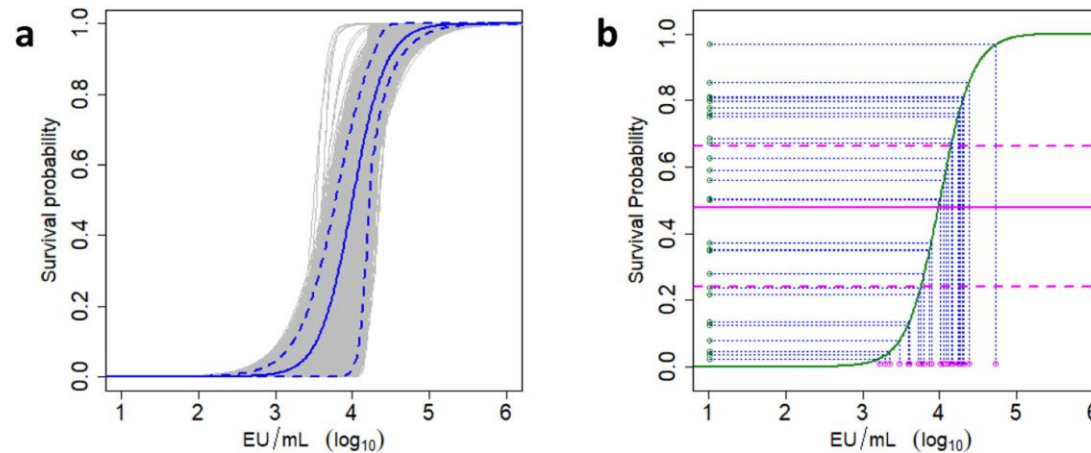 a
Survival probability
0.0 0.2 0.4 0.6 0.8 1.0
1 2 3 4 5 6
EU/mL (log₁₀)
b
Survival Probability
0.0 0.2 0.4 0.6 0.8 1.0
1 2 3 4 5 6
EU/mL (log₁₀)